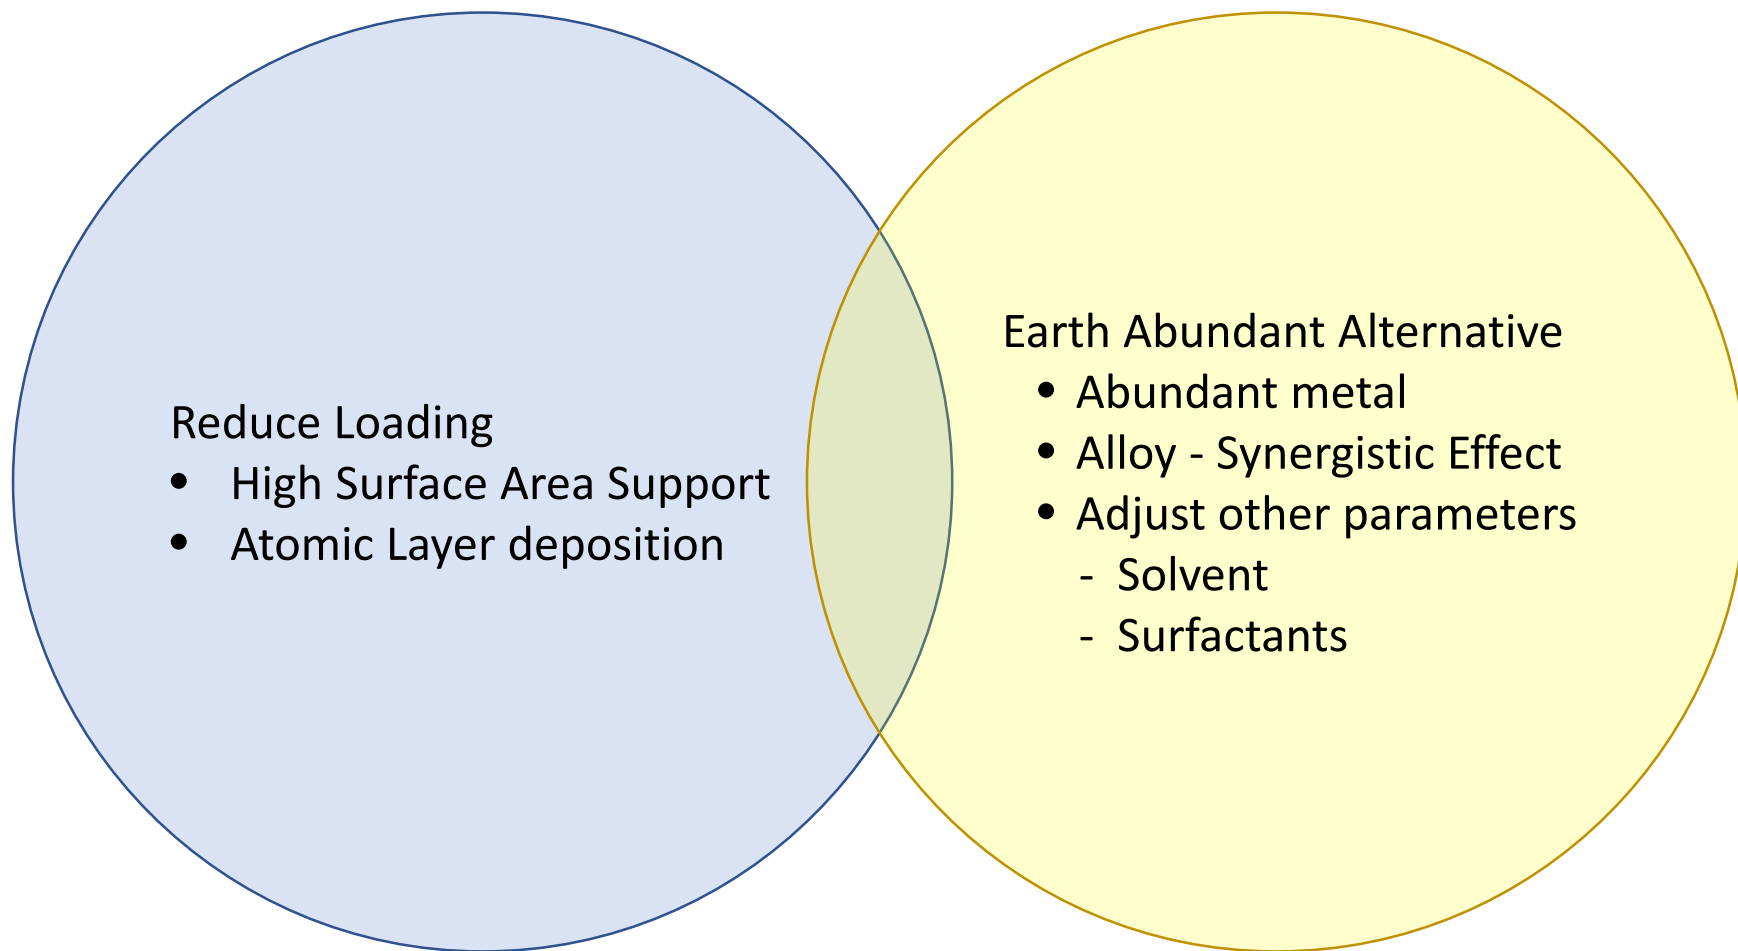 Reduce Loading
• High Surface Area Support
• Atomic Layer deposition
Earth Abundant Alternative
• Abundant metal
• Alloy - Synergistic Effect
• Adjust other parameters
- Solvent
- Surfactants